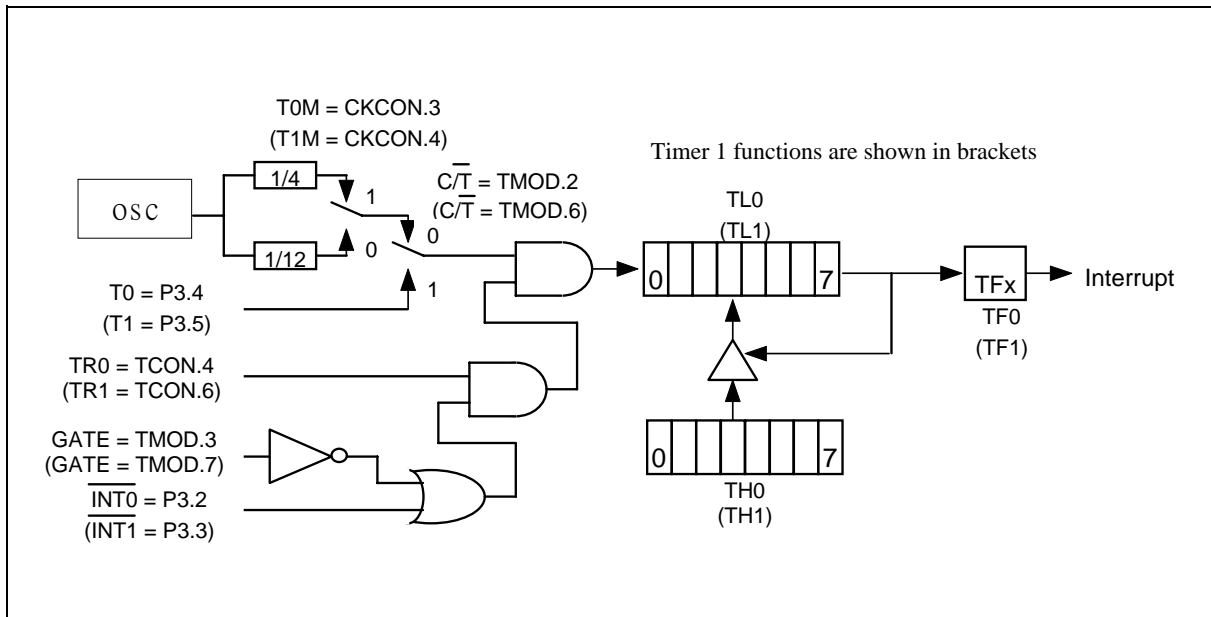 T0M = CKCON.3
(T1M = CKCON.4)
Timer 1 functions are shown in brackets
OSC
1/4
1
1/12
0
C/T̅ = TMOD.2
(C/T̅ = TMOD.6)
0
1
T0 = P3.4
(T1 = P3.5)
TL0
(TL1)
0
7
TFx
Interrupt
TF0
(TF1)
TR0 = TCON.4
(TR1 = TCON.6)
GATE = TMOD.3
(GATE = TMOD.7)
I̅N̅T̅0̅ = P3.2
(I̅N̅T̅1̅ = P3.3)
0
7
TH0
(TH1)